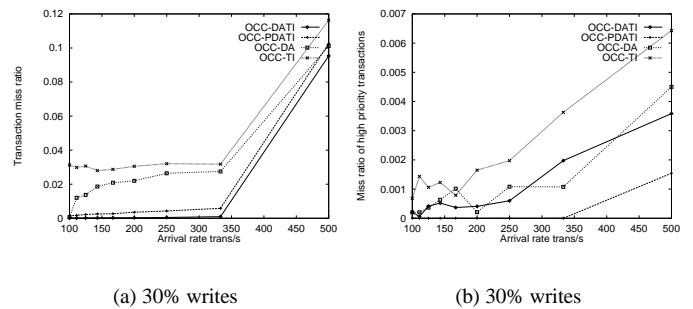 0.12
0.1
0.08
0.06
0.04
0.02
0
Transaction miss ratio
OCC-DATI
OCC-PDATI
OCC-DA
OCC-TI
100 150 200 250 300 350 400 450 500
Arrival rate trans/s
(a) 30% writes
0.007
0.006
0.005
0.004
0.003
0.002
0.001
0
Miss ratio of high priority transactions
OCC-DATI
OCC-PDATI
OCC-DA
OCC-TI
100 150 200 250 300 350 400 450 500
Arrival rate trans/s
(b) 30% writes